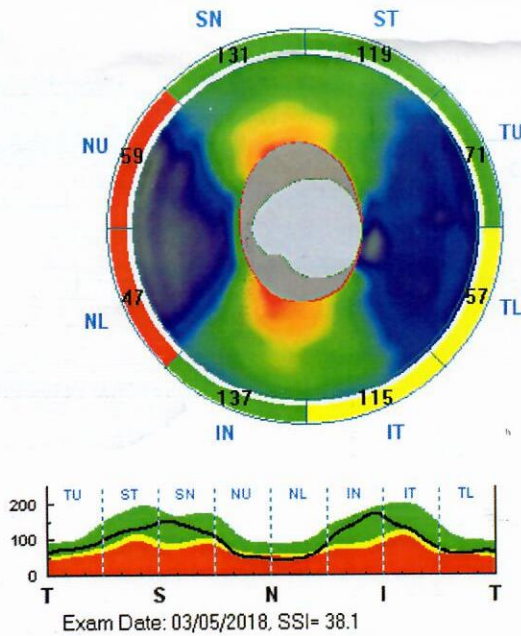 SN ST
131 119
NU TU
59 71
47 57
NL TL
137 115
IN IT
TU ST SN NU NL IN IT TL
200
100
0
T S N I T
Exam Date: 03/05/2018, SSI= 38.1